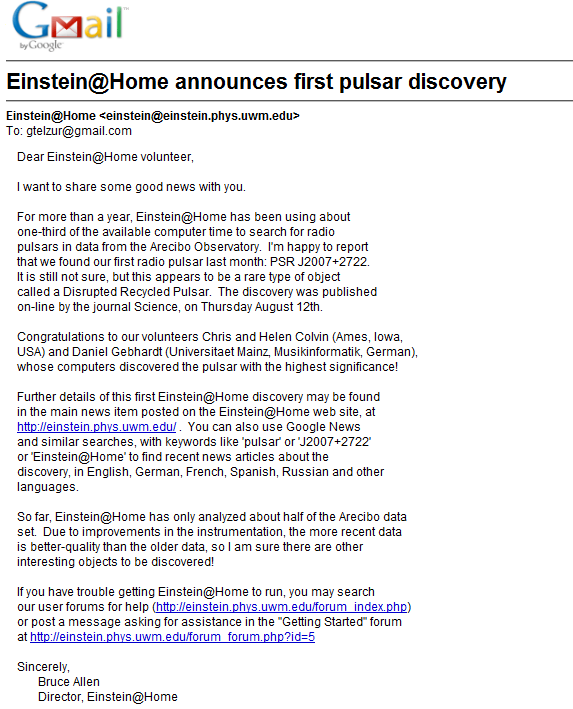 Gmail
by Google
Einstein@Home announces first pulsar discovery
Einstein@Home <einstein@einstein.phys.uwm.edu>
To: gtelzur@gmail.com
Dear Einstein@Home volunteer,
I want to share some good news with you.
For more than a year, Einstein@Home has been using about
one-third of the available computer time to search for radio
pulsars in data from the Arecibo Observatory.  I'm happy to report
that we found our first radio pulsar last month: PSR J2007+2722.
It is still not sure, but this appears to be a rare type of object
called a Disrupted Recycled Pulsar.  The discovery was published
on-line by the journal Science, on Thursday August 12th.
Congratulations to our volunteers Chris and Helen Colvin (Ames, Iowa,
USA) and Daniel Gebhardt (Universitaet Mainz, Musikinformatik, German),
whose computers discovered the pulsar with the highest significance!
Further details of this first Einstein@Home discovery may be found
in the main news item posted on the Einstein@Home web site, at
http://einstein.phys.uwm.edu/ .  You can also use Google News
and similar searches, with keywords like 'pulsar' or 'J2007+2722'
or 'Einstein@Home' to find recent news articles about the
discovery, in English, German, French, Spanish, Russian and other
languages.
So far, Einstein@Home has only analyzed about half of the Arecibo data
set.  Due to improvements in the instrumentation, the more recent data
is better-quality than the older data, so I am sure there are other
interesting objects to be discovered!
If you have trouble getting Einstein@Home to run, you may search
our user forums for help (http://einstein.phys.uwm.edu/forum_index.php)
or post a message asking for assistance in the "Getting Started" forum
at http://einstein.phys.uwm.edu/forum_forum.php?id=5
Sincerely,
Bruce Allen
Director, Einstein@Home